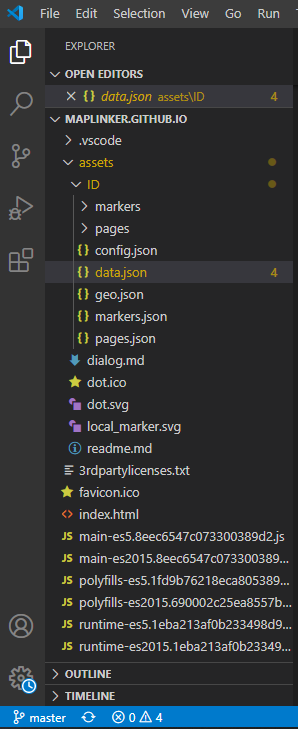 File Edit View Go Run
EXPLORER
OPEN EDITORS
{ } data.json assets\ID 4
MAPLINKER.GITHUB.IO
.vscode
assets
ID
markers
pages
{ } config.json
{ } data.json 4
{ } geo.json
{ } markers.json
{ } pages.json
dialog.md
dot.ico
dot.svg
local_marker.svg
readme.md
3rdpartylicenses.txt
favicon.ico
<> index.html
JS main-es5.8eec6547c073300389d2.js
JS main-es2015.8eec6547c073300389...
JS polyfills-es5.1fd9b76218eca805389...
JS polyfills-es2015.690002c25ea8557b...
JS runtime-es5.1eba213af0b233498d9...
JS runtime-es2015.1eba213af0b23349...
OUTLINE
TIMELINE
master 0 4